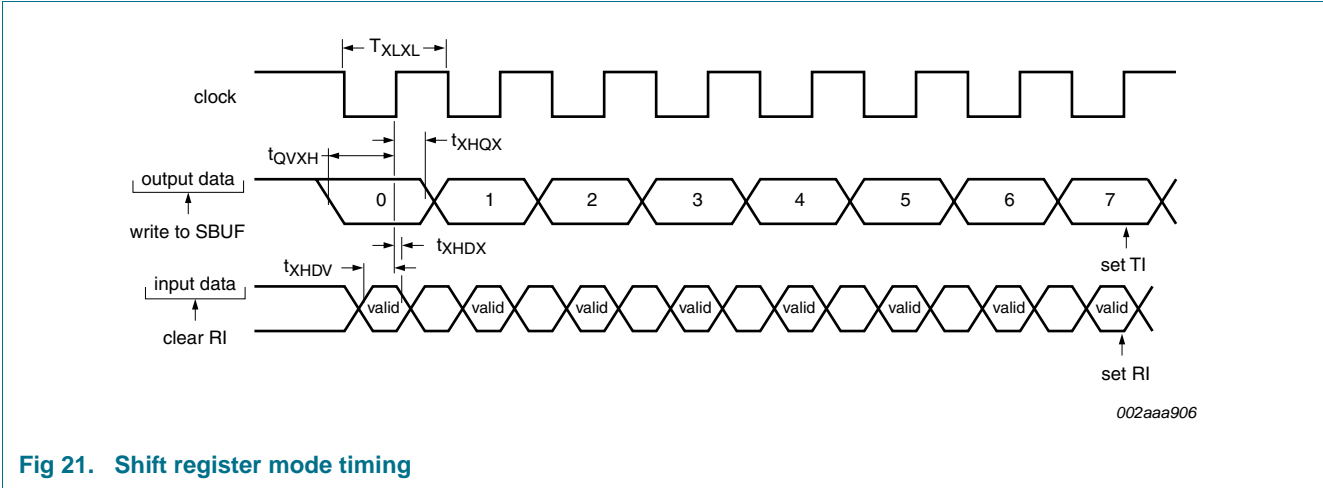 TXLXL
clock
tXHQX
tQVXH
output data
0 1 2 3 4 5 6 7
write to SBUF
tXHDX
set TI
tXHDV
input data
valid valid valid valid valid valid valid valid
clear RI
set RI
002aaa906
Fig 21. Shift register mode timing